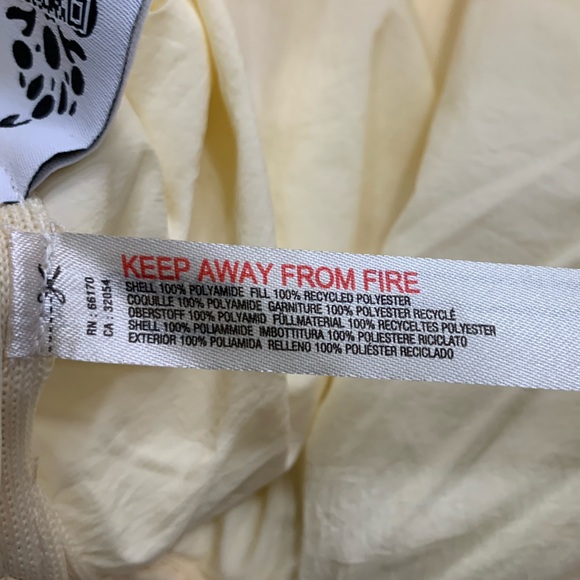 KEEP AWAY FROM FIRE
SHELL 100% POLYAMIDE FILL 100% RECYCLED POLYESTER
COQUILLE 100% POLYAMIDE GARNITURE 100% POLYESTER RECYCLÉ
OBERSTOFF 100% POLYAMID FÜLLMATERIAL 100% RECYCELTES POLYESTER
SHELL 100% POLIAMMIDE IMBOTTITURA 100% POLIESTERE RICICLATO
EXTERIOR 100% POLIAMIDA RELLENO 100% POLIÉSTER RECICLADO
RN : 66170
CA : 32054